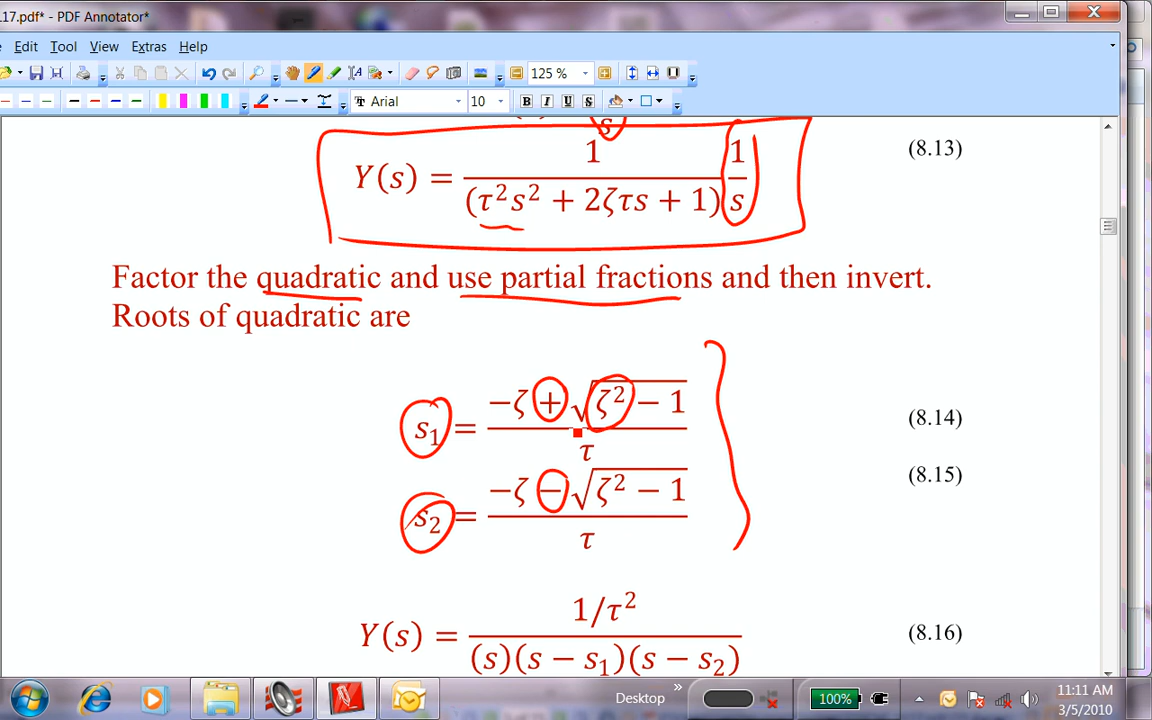 .17.pdf* - PDF Annotator*
Edit Tool View Extras Help
125 %
Arial 10 B I U S
Y(s) = 1 / (τ²s² + 2ζτs + 1) 1/s (8.13)
Factor the quadratic and use partial fractions and then invert.
Roots of quadratic are
s₁ = (−ζ + √(ζ² − 1)) / τ (8.14)
s₂ = (−ζ − √(ζ² − 1)) / τ (8.15)
Y(s) = 1/τ² / (s)(s − s₁)(s − s₂) (8.16)
Desktop » 100% 11:11 AM
3/5/2010